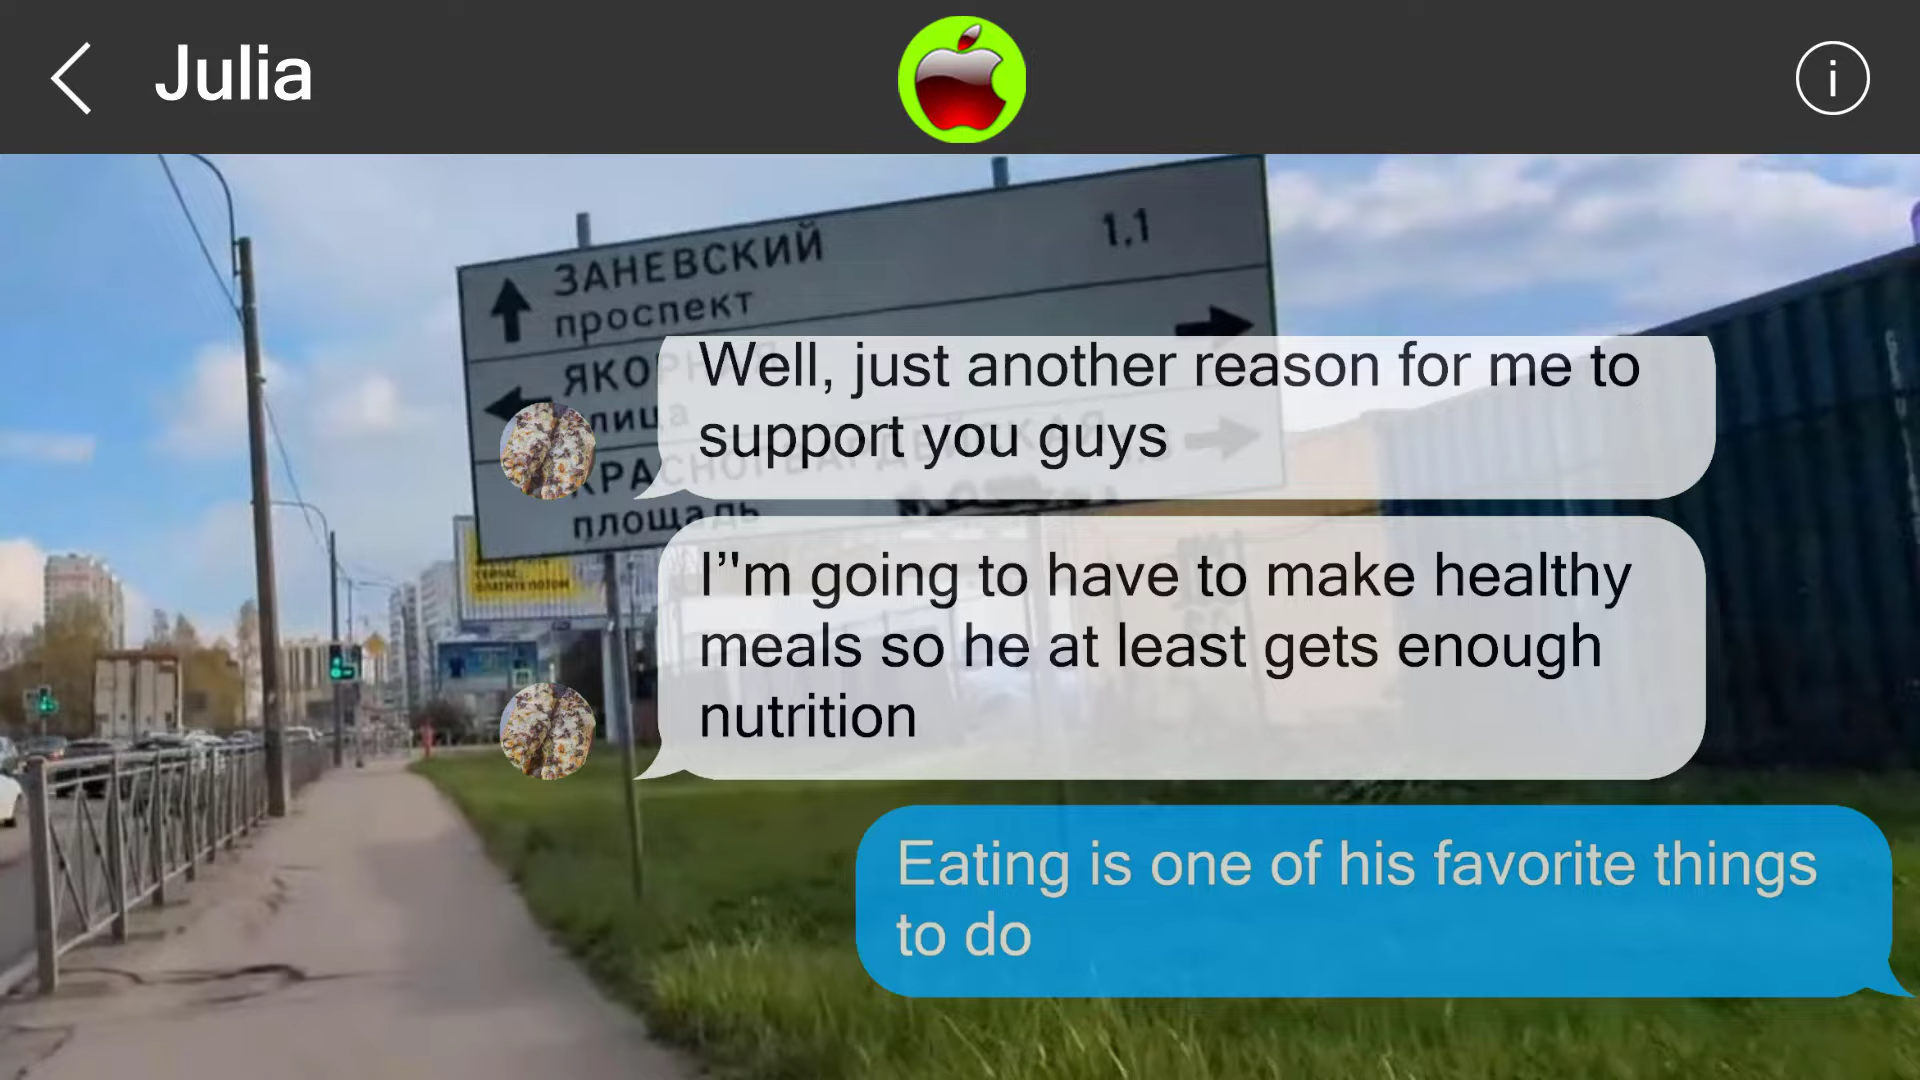 Julia
i
ЗАНЕВСКИЙ 1,1
проспект
Well, just another reason for me to
support you guys
площадь
I”m going to have to make healthy
meals so he at least gets enough
nutrition
Eating is one of his favorite things
to do